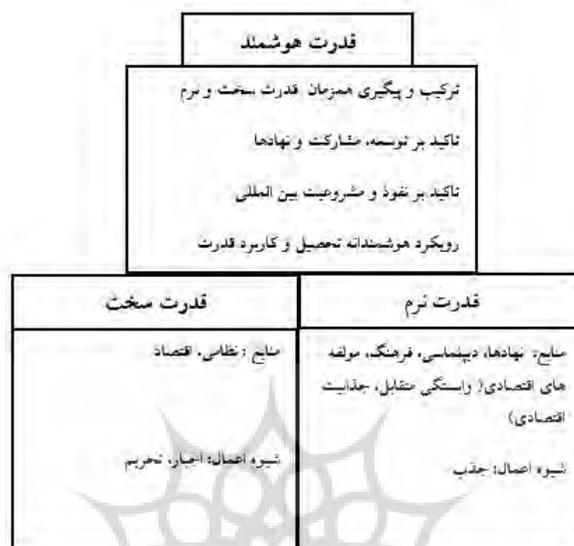 قدرت هوشمند
ترکیب و پیگیری همزمان قدرت سخت و نرم
تاکید بر توسعه، مشارکت و نهادها
تاکید بر نفوذ و مشروعیت بین المللی
رویکرد هوشمندانه تحصیل و کاربرد قدرت
قدرت نرم
منابع: نهادها، دیپلماسی، فرهنگ، مولفه
های اقتصادی( وابستگی متقابل، جذابیت
اقتصادی)
شیوه اعمال: جذب
قدرت سخت
منابع : نظامی، اقتصاد
شیوه اعمال: اجبار، تحریم